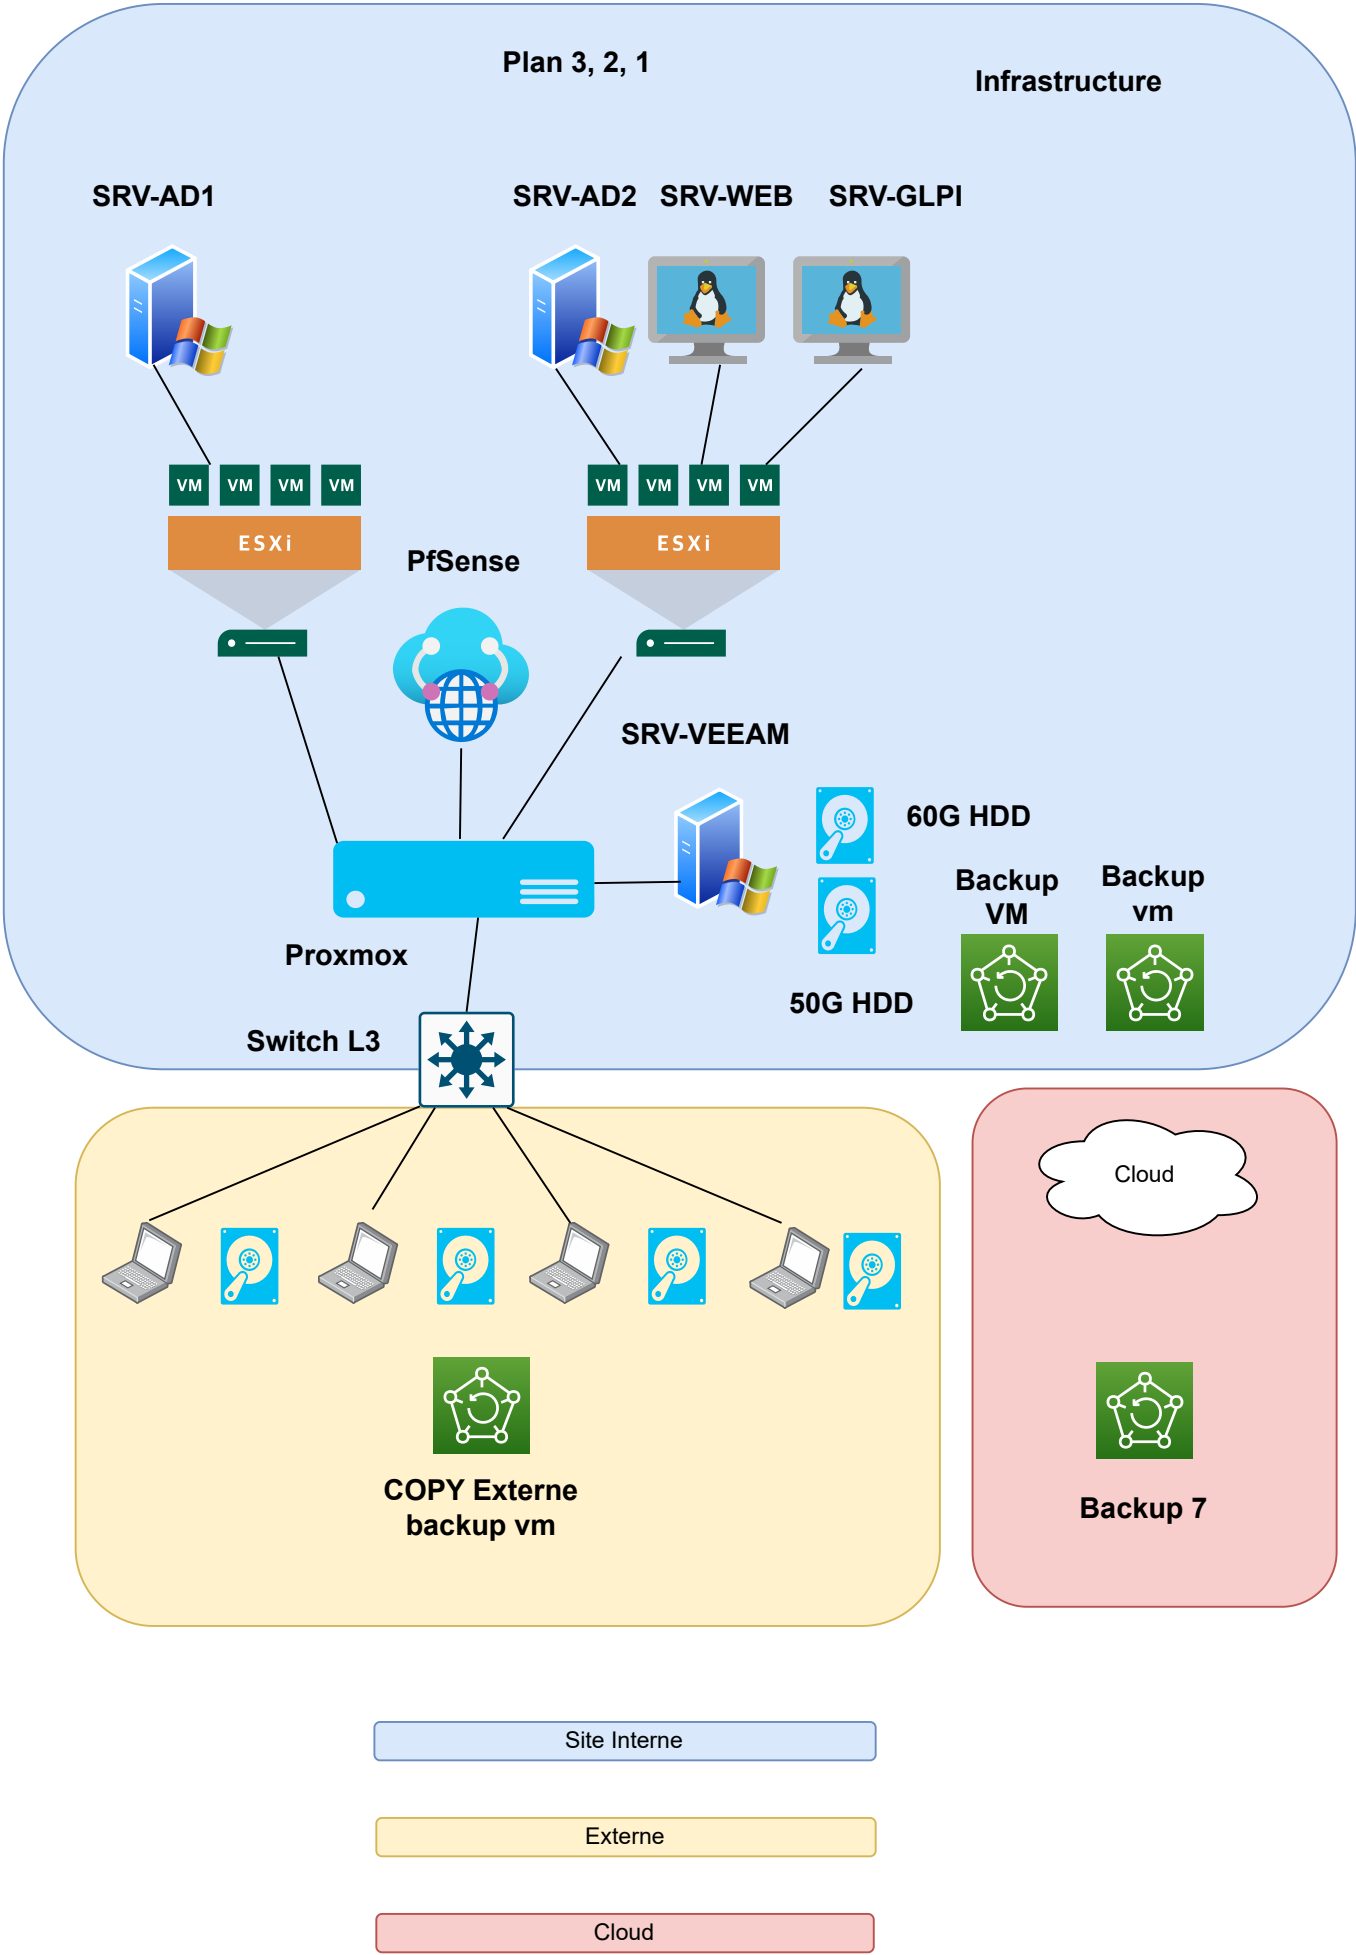 Plan 3, 2, 1
Infrastructure
SRV-AD1
SRV-AD2
SRV-WEB
SRV-GLPI
VM
VM
VM
VM
VM
VM
VM
VM
ESXi
ESXi
PfSense
SRV-VEEAM
60G HDD
Backup
VM
Backup
vm
Proxmox
50G HDD
Switch L3
Cloud
COPY Externe
backup vm
Backup 7
Site Interne
Externe
Cloud